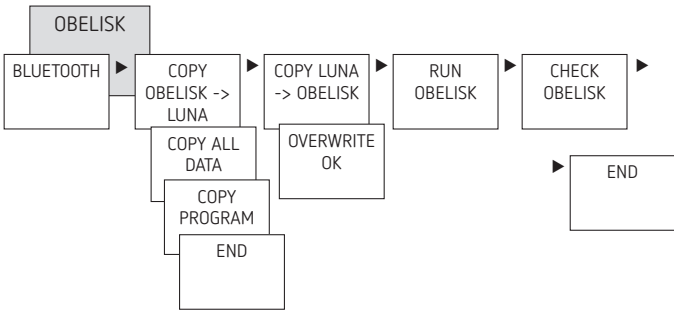 OBELISK
BLUETOOTH
COPY
OBELISK ->
LUNA
COPY ALL
DATA
COPY
PROGRAM
END
COPY LUNA
-> OBELISK
OVERWRITE
OK
RUN
OBELISK
CHECK
OBELISK
END